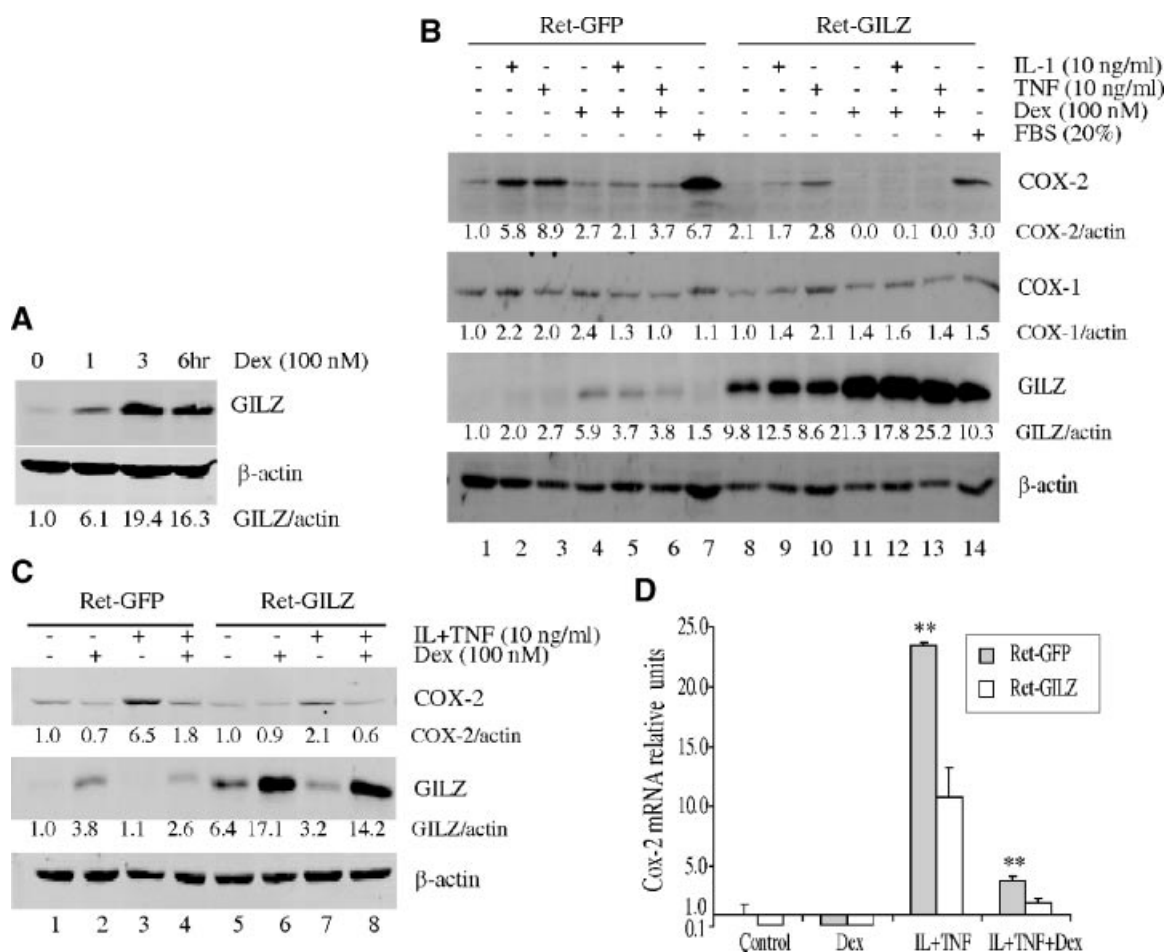 A
0 1 3 6hr Dex (100 nM)
GILZ
β-actin
1.0 6.1 19.4 16.3 GILZ/actin
B
Ret-GFP Ret-GILZ
- + - - + - - - + - - + - - IL-1 (10 ng/ml)
- - + - - + - - - + - - + - TNF (10 ng/ml)
- - - + + + - - - - + + + - Dex (100 nM)
- - - - - - + - - - - - - + FBS (20%)
COX-2
1.0 5.8 8.9 2.7 2.1 3.7 6.7 2.1 1.7 2.8 0.0 0.1 0.0 3.0 COX-2/actin
COX-1
1.0 2.2 2.0 2.4 1.3 1.0 1.1 1.0 1.4 2.1 1.4 1.6 1.4 1.5 COX-1/actin
GILZ
1.0 2.0 2.7 5.9 3.7 3.8 1.5 9.8 12.5 8.6 21.3 17.8 25.2 10.3 GILZ/actin
β-actin
1 2 3 4 5 6 7 8 9 10 11 12 13 14
C
Ret-GFP Ret-GILZ
- - + + - - + + IL+TNF (10 ng/ml)
- + - + - + - + Dex (100 nM)
COX-2
1.0 0.7 6.5 1.8 1.0 0.9 2.1 0.6 COX-2/actin
GILZ
1.0 3.8 1.1 2.6 6.4 17.1 3.2 14.2 GILZ/actin
β-actin
1 2 3 4 5 6 7 8
D
Cox-2 mRNA relative units
25.0
20.0
15.0
10.0
5.0
1.0
0.1
**
**
Ret-GFP
Ret-GILZ
Control Dex IL+TNF IL+TNF+Dex